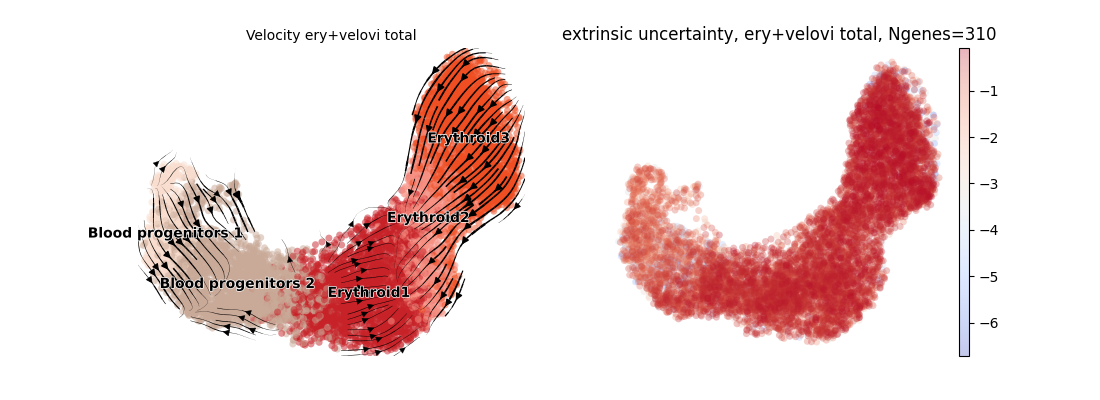 Velocity ery+velovi total
Erythroid3
Erythroid2
Blood progenitors 1
Blood progenitors 2
Erythroid1
extrinsic uncertainty, ery+velovi total, Ngenes=310
−1
−2
−3
−4
−5
−6